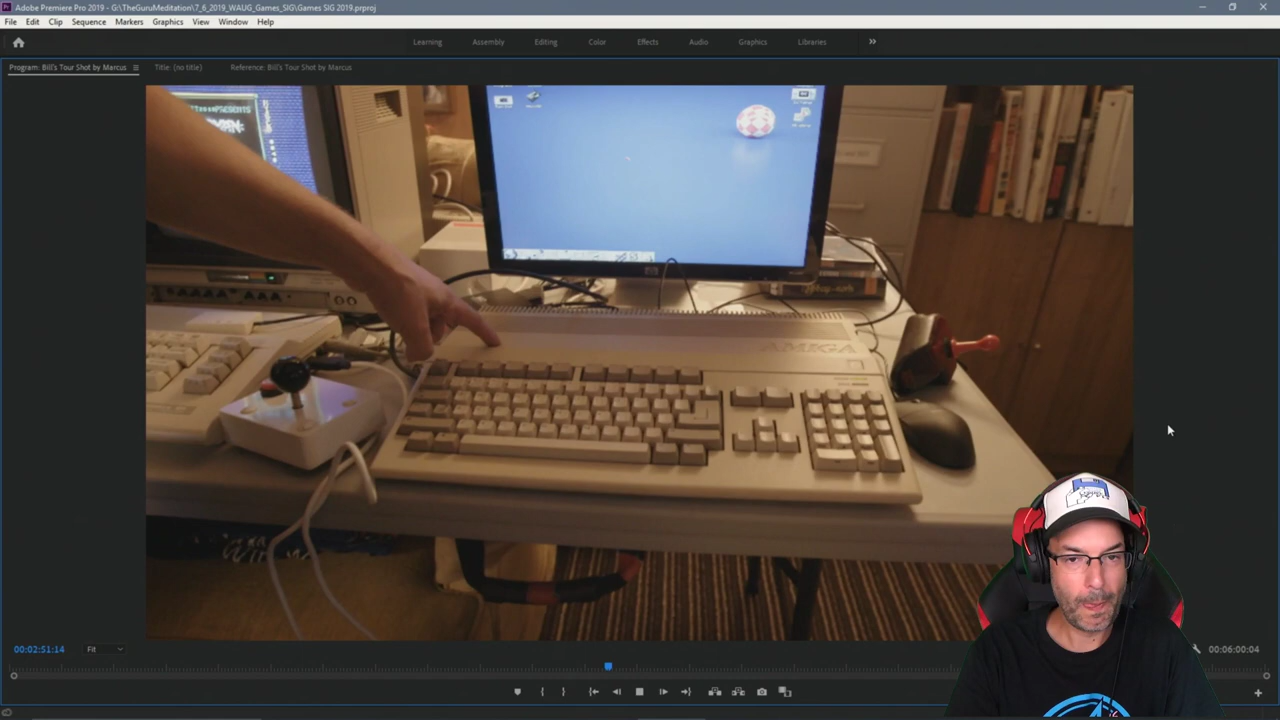 Adobe Premiere Pro 2019 - G:\TheGuruMeditation\7_6_2019_WAUG_Games_SIG\Games SIG 2019.prproj
File Edit Clip Sequence Markers Graphics View Window Help
Learning Assembly Editing Color Effects Audio Graphics Libraries
Program: Bill's Tour Shot by Marcus Title: (no title) Reference: Bill's Tour Shot by Marcus
AMIGA
00:02:51:14 Fit 00:06:00:04